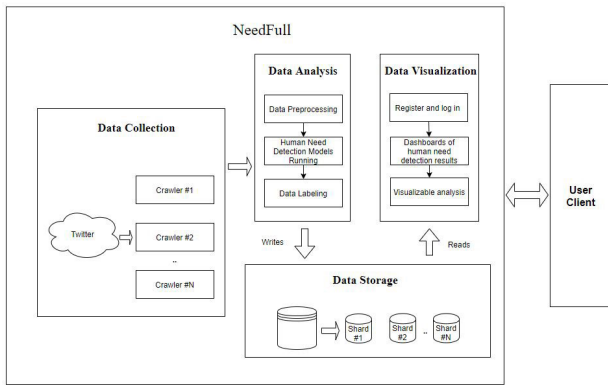 NeedFull
Data Collection
Crawler #1
Twitter
Crawler #2
..
Crawler #N
Data Analysis
Data Preprocessing
Human Need
Detection Models
Running
Data Labeling
Data Visualization
Register and log in
Dashboards of
human need
detection results
Visualizable analysis
Writes
Reads
Data Storage
Shard
#1
Shard
#2
..
Shard
#N
User
Client